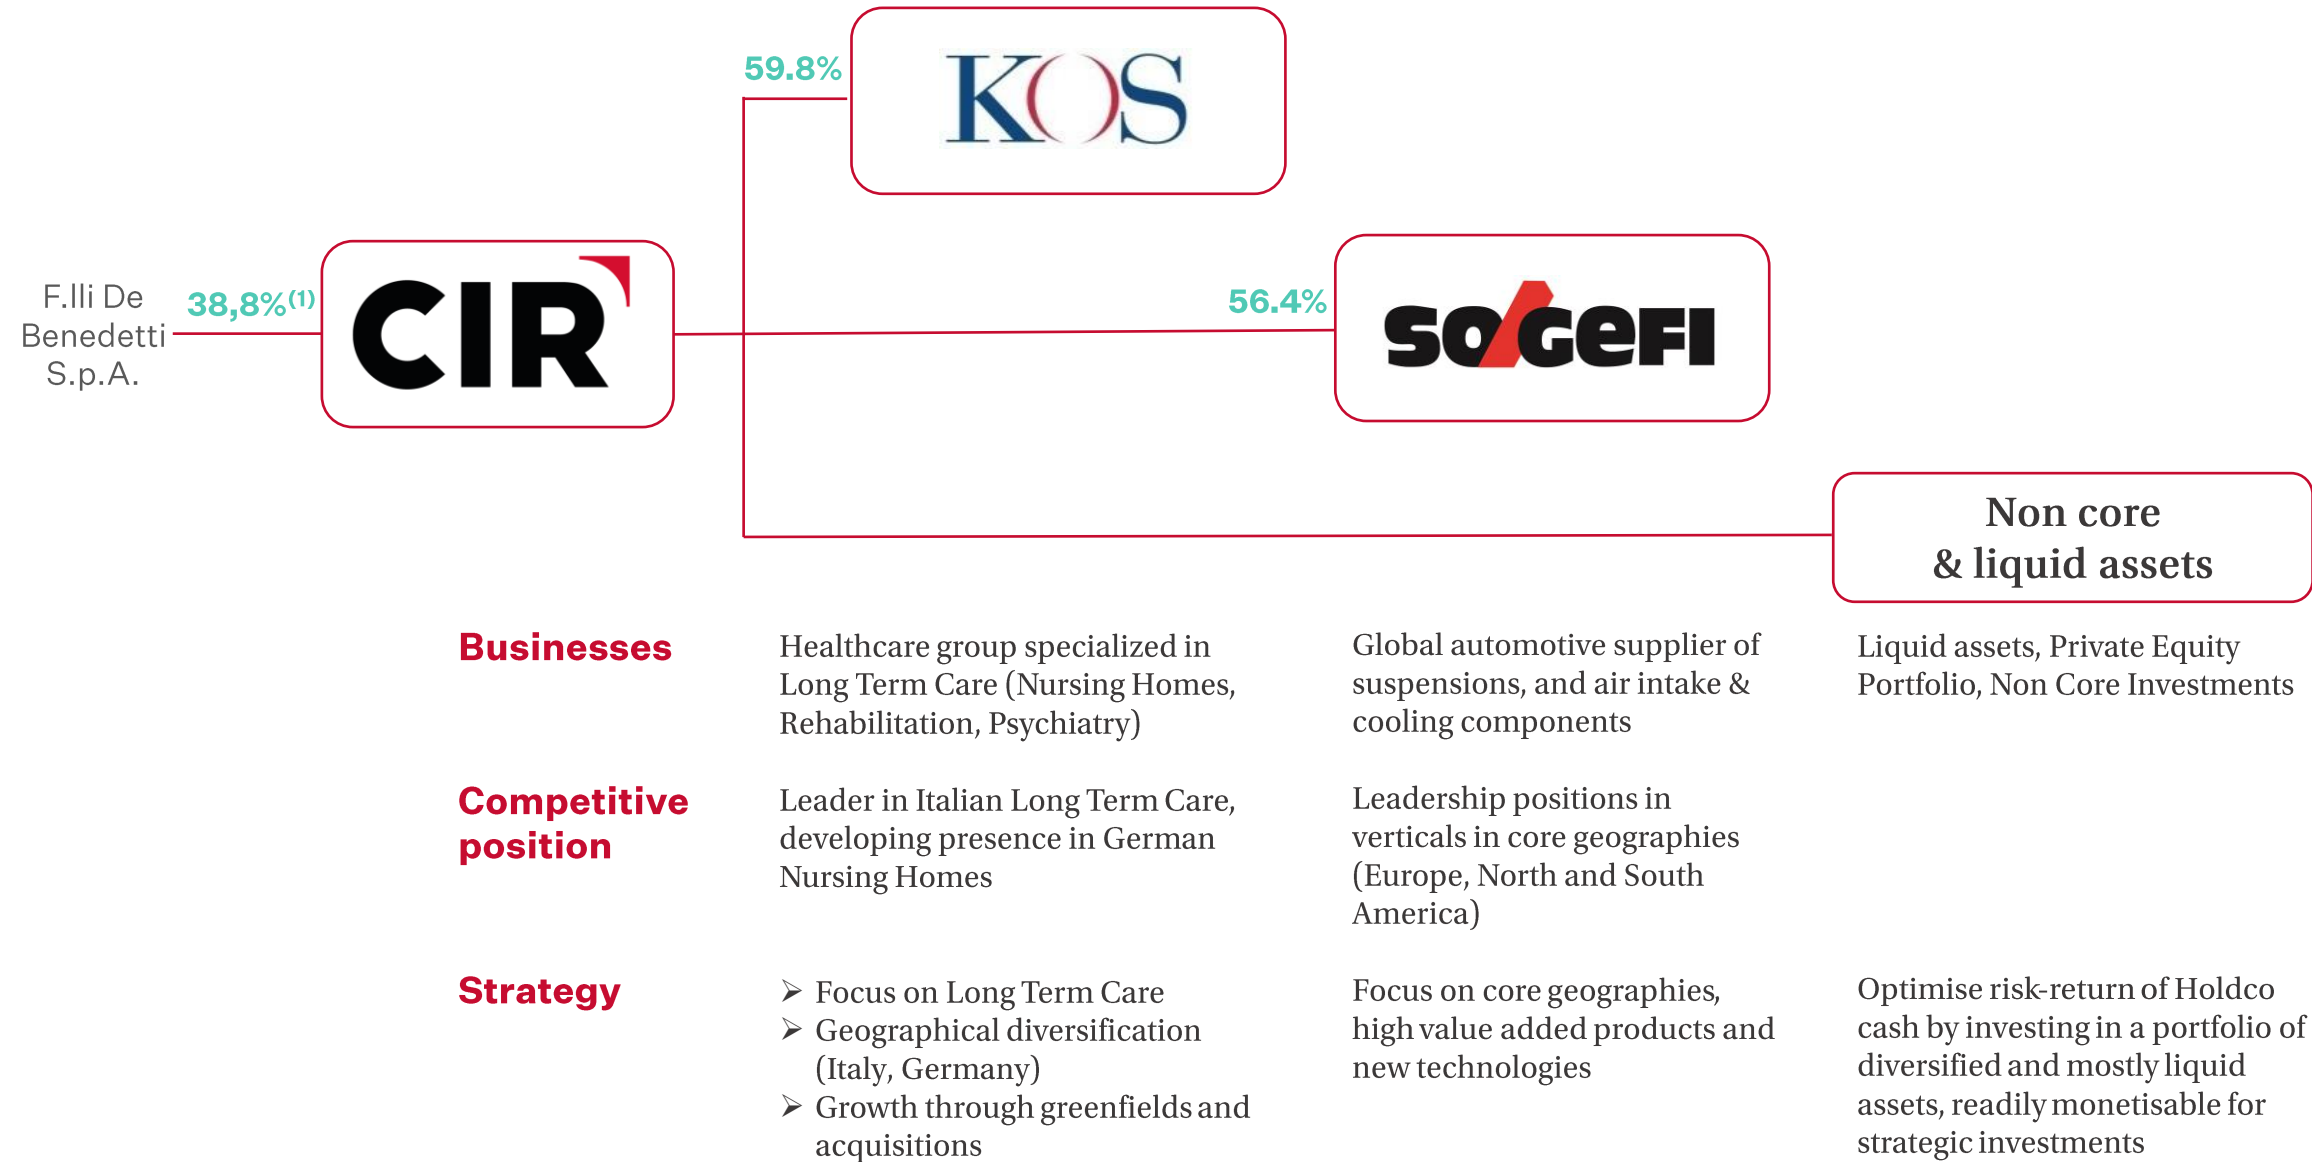 59.8%
KOS
F.lli De
Benedetti
S.p.A.
38,8%(1)
CIR
56.4%
SOGEFI
Non core
& liquid assets
Businesses
Healthcare group specialized in
Long Term Care (Nursing Homes,
Rehabilitation, Psychiatry)
Global automotive supplier of
suspensions, and air intake &
cooling components
Liquid assets, Private Equity
Portfolio, Non Core Investments
Competitive
position
Leader in Italian Long Term Care,
developing presence in German
Nursing Homes
Leadership positions in
verticals in core geographies
(Europe, North and South
America)
Strategy
➢ Focus on Long Term Care
➢ Geographical diversification
(Italy, Germany)
➢ Growth through greenfields and
acquisitions
Focus on core geographies,
high value added products and
new technologies
Optimise risk-return of Holdco
cash by investing in a portfolio of
diversified and mostly liquid
assets, readily monetisable for
strategic investments